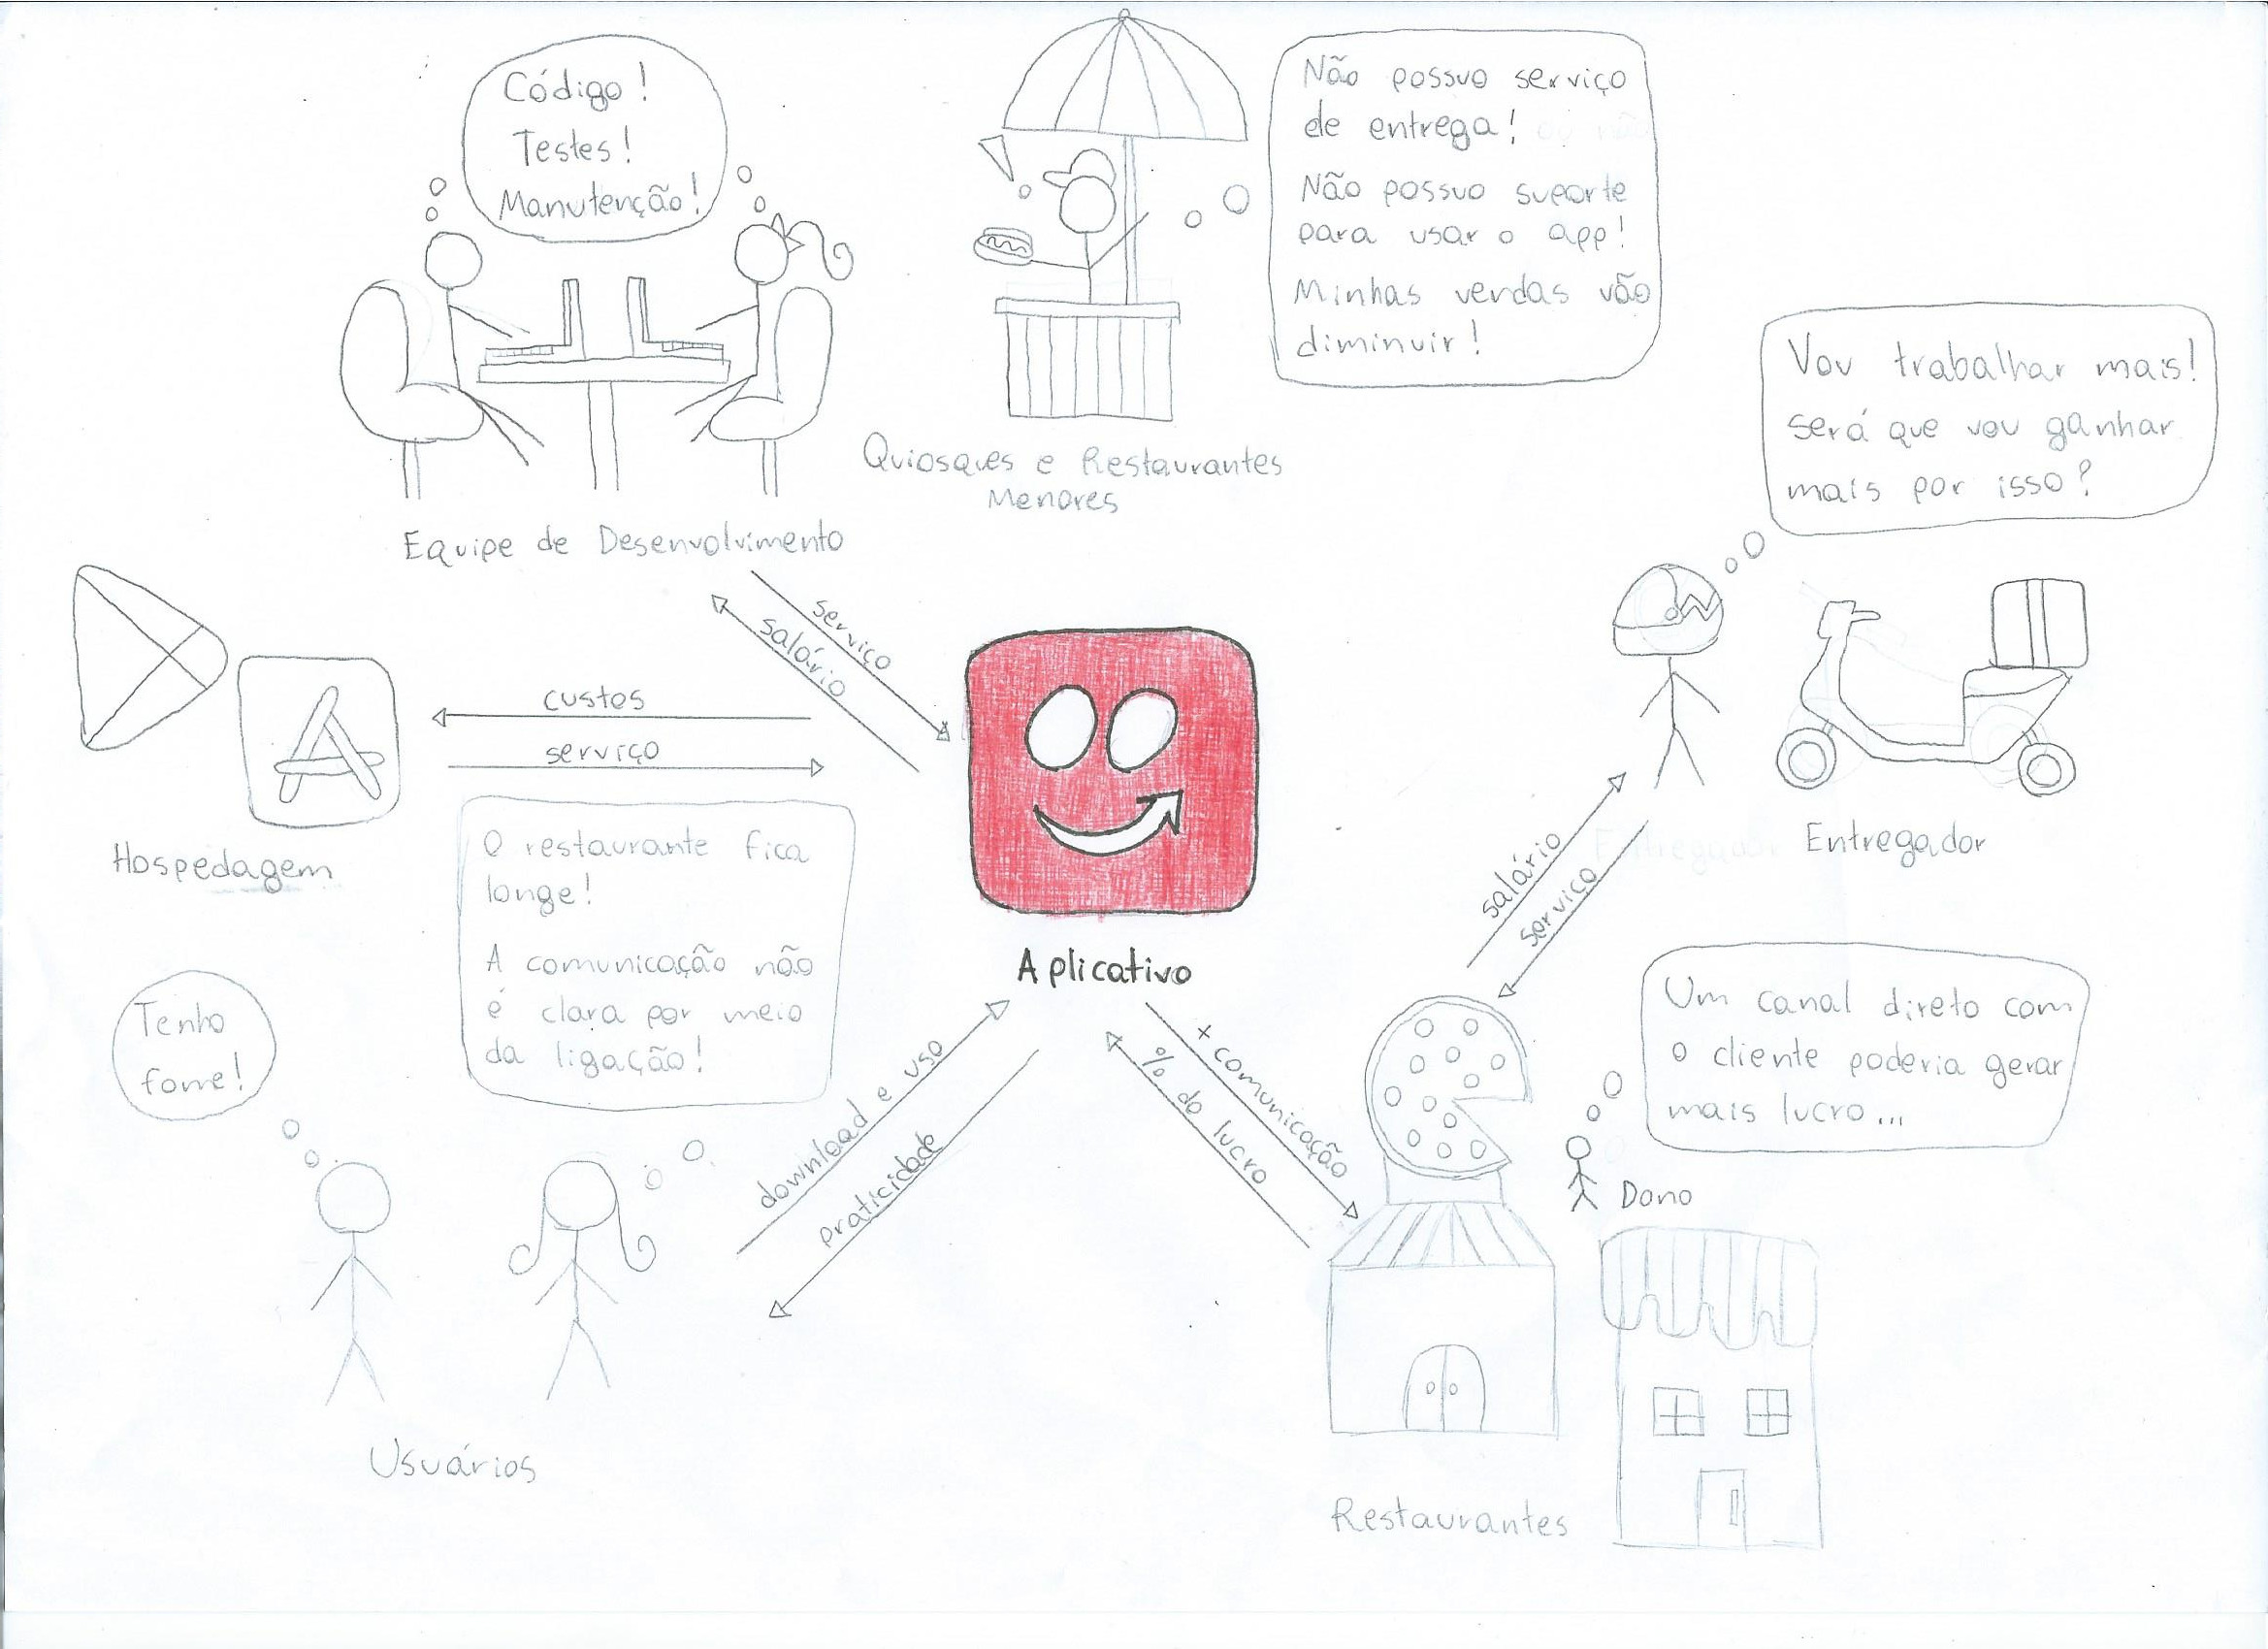 Código!
Testes!
Manutenção!
Equipe de Desenvolvimento
Não possuo serviço
de entrega!
Não possuo suporte
para usar o app!
Minhas vendas vão
diminuir!
Quiosques e Restaurantes
Menores
Vou trabalhar mais!
será que vou ganhar
mais por isso?
Entregador
serviço
salário
custos
serviço
Hospedagem
Aplicativo
salário
serviço
O restaurante fica
longe!
A comunicação não
é clara por meio
da ligação!
Tenho
fome!
Usuários
download e uso
praticidade
+ comunicação
% do lucro
Um canal direto com
o cliente poderia gerar
mais lucro...
Dono
Restaurantes